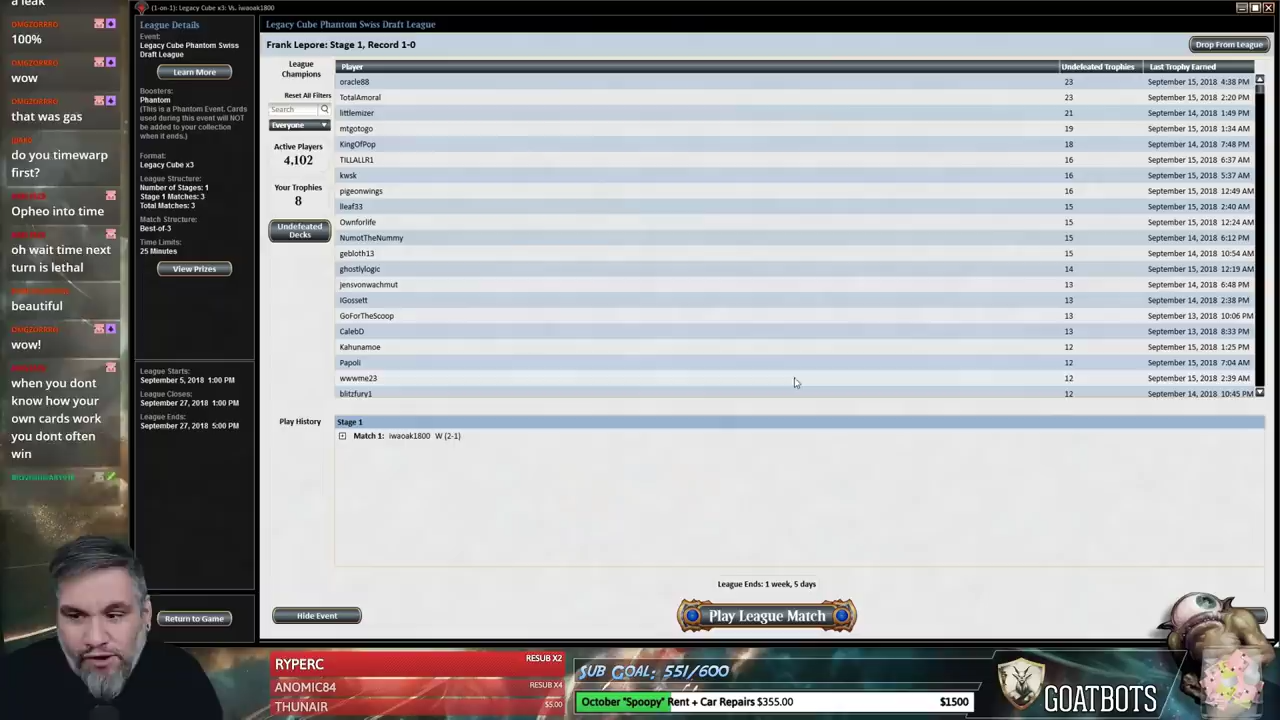 a leak
OMGZORRRO
100%
wow
OMGZORRRO
that was gas
do you timewarp
first?
Opheo into time
oh wait time next
turn is lethal
beautiful
OMGZORRRO
wow!
when you dont
know how your
own cards work
you dont often
win
(1-on-1): Legacy Cube x3: Vs. iwaoak1800
League Details
Event:
Legacy Cube Phantom Swiss
Draft League
Learn More
Boosters:
Phantom
(This is a Phantom Event. Cards
used during this event will NOT
be added to your collection
when it ends.)
Format:
Legacy Cube x3
League Structure:
Number of Stages: 1
Stage 1 Matches: 3
Total Matches: 3
Match Structure:
Best-of-3
Time Limits:
25 Minutes
View Prizes
League Starts:
September 5, 2018 1:00 PM
League Closes:
September 27, 2018 1:00 PM
League Ends:
September 27, 2018 5:00 PM
Return to Game
Legacy Cube Phantom Swiss Draft League
Frank Lepore: Stage 1, Record 1-0
Drop From League
League
Champions
Reset All Filters
Search
Everyone
Active Players
4,102
Your Trophies
8
Undefeated
Decks
Player Undefeated Trophies Last Trophy Earned
oracle88 23 September 15, 2018 4:38 PM
TotalAmoral 23 September 15, 2018 2:20 PM
littlemizer 21 September 14, 2018 1:49 PM
mtgotogo 19 September 15, 2018 1:34 AM
KingOfPop 18 September 14, 2018 7:48 PM
TILLALLR1 16 September 15, 2018 6:37 AM
kwsk 16 September 15, 2018 5:37 AM
pigeonwings 16 September 15, 2018 12:49 AM
lleaf33 15 September 15, 2018 2:40 AM
Ownforlife 15 September 15, 2018 12:24 AM
NumotTheNummy 15 September 14, 2018 6:12 PM
gebloth13 15 September 14, 2018 10:54 AM
ghostlylogic 14 September 15, 2018 12:19 AM
jensvonwachmut 13 September 14, 2018 6:48 PM
IGossett 13 September 14, 2018 2:38 PM
GoForTheScoop 13 September 13, 2018 10:06 PM
CalebD 13 September 13, 2018 8:33 PM
Kahunamoe 12 September 15, 2018 1:25 PM
Papoli 12 September 15, 2018 7:04 AM
wwwme23 12 September 15, 2018 2:39 AM
blitzfury1 12 September 14, 2018 10:45 PM
Play History
Stage 1
Match 1: iwaoak1800 W (2-1)
League Ends: 1 week, 5 days
Hide Event
Play League Match
RYPERC RESUB X2
ANOMIC84 RESUB X4
THUNAIR $5.00
SUB GOAL: 551/600
October "Spoopy" Rent + Car Repairs $355.00 $1500
GOATBOTS